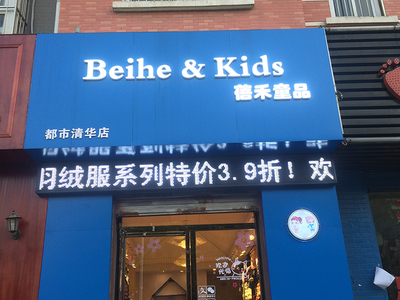 Beihe & Kids
蓓禾童品
都市清华店
羽绒服系列特价3.9折！欢